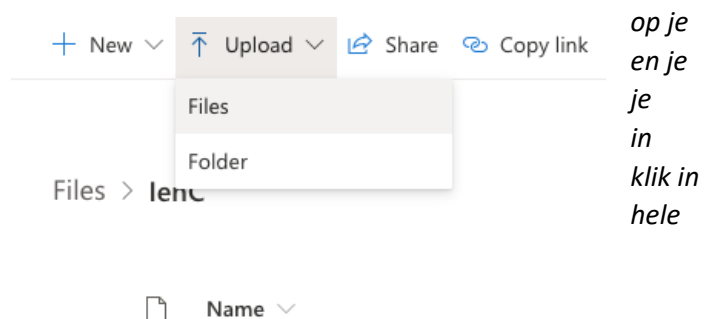 New Upload Share Copy link
Files
Folder
Files > lenC
Name
op je
en je
je
in
klik in
hele